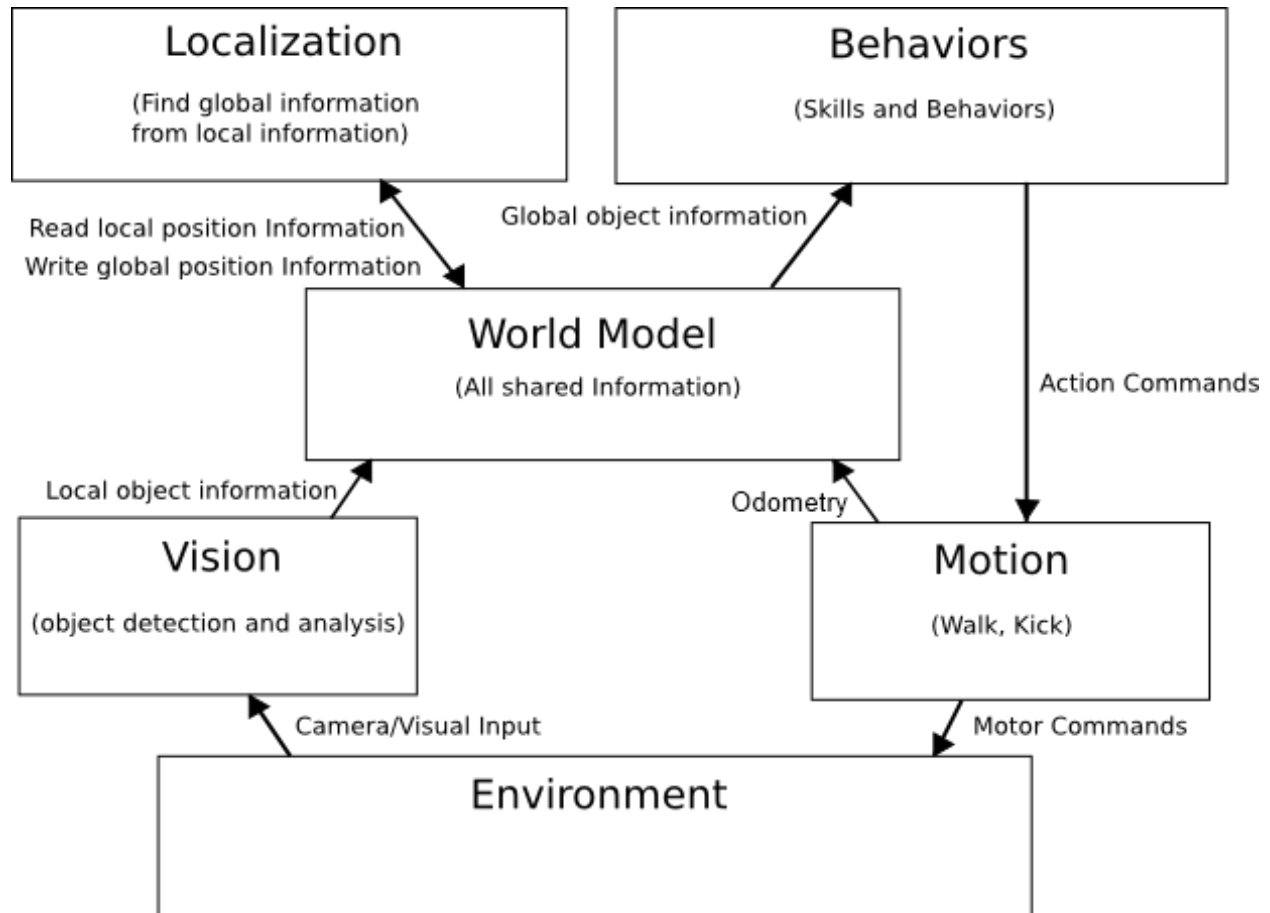 Localization
(Find global information
from local information)
Behaviors
(Skills and Behaviors)
Read local position Information
Write global position Information
Global object information
World Model
(All shared Information)
Action Commands
Local object information
Odometry
Vision
(object detection and analysis)
Motion
(Walk, Kick)
Camera/Visual Input
Motor Commands
Environment